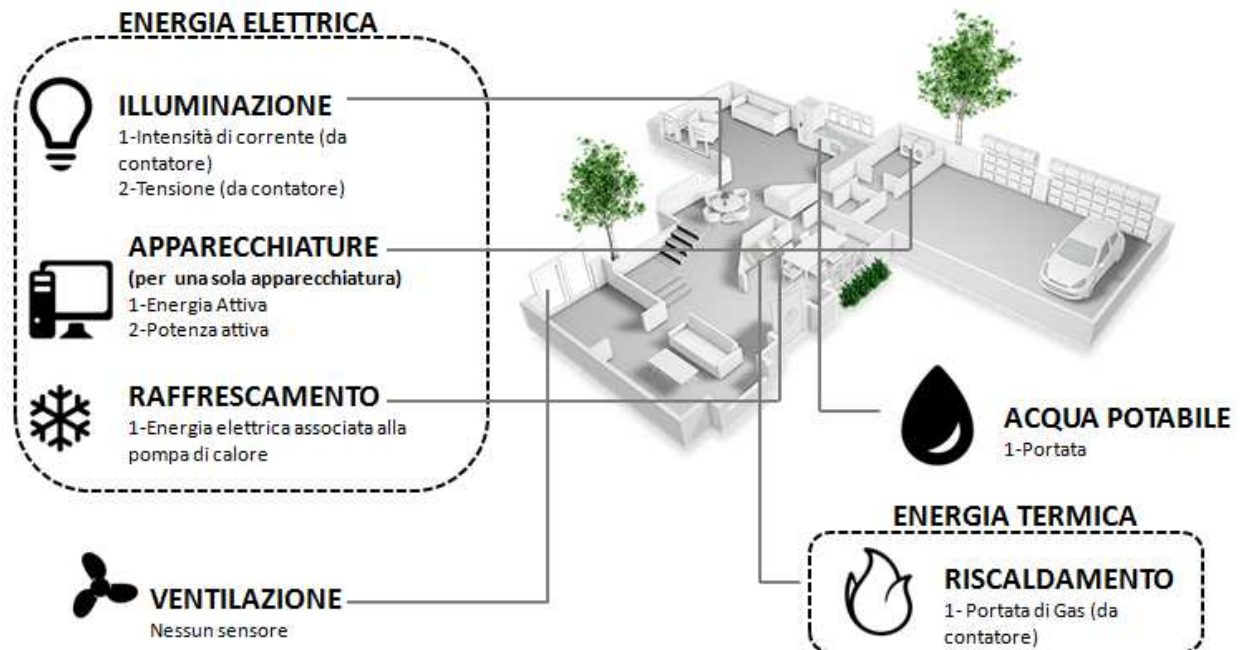 ENERGIA ELETTRICA
ILLUMINAZIONE
1-Intensità di corrente (da
contatore)
2-Tensione (da contatore)
APPARECCHIATURE
(per una sola apparecchiatura)
1-Energia Attiva
2-Potenza attiva
RAFFRESCAMENTO
1-Energia elettrica associata alla
pompa di calore
VENTILAZIONE
Nessun sensore
ACQUA POTABILE
1-Portata
ENERGIA TERMICA
RISCALDAMENTO
1- Portata di Gas (da
contatore)